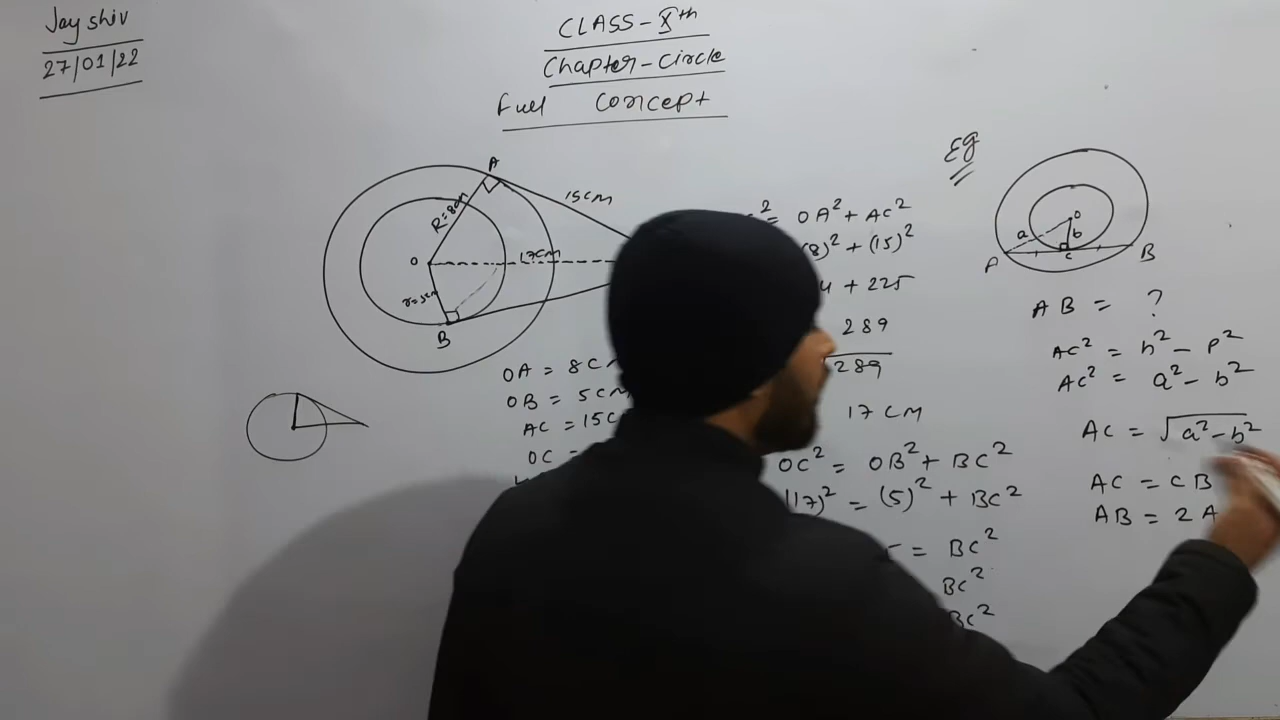 Jay shiv
27/01/22
CLASS - Xth
Chapter - Circle
Full Concept
A
R=8cm
15cm
O
17cm
r=5cm
B
OA = 8c
OB = 5c
AC = 15c
OC =
2 = OA² + AC²
(8)² + (15)²
4 + 225
289
289
17 CM
OC² = OB² + BC²
(17)² = (5)² + BC²
= BC²
BC²
BC²
Eg
O
a
b
A
C
B
AB = ?
AC² = h² - p²
AC² = a² - b²
AC = √a²-b²
AC = CB
AB = 2A